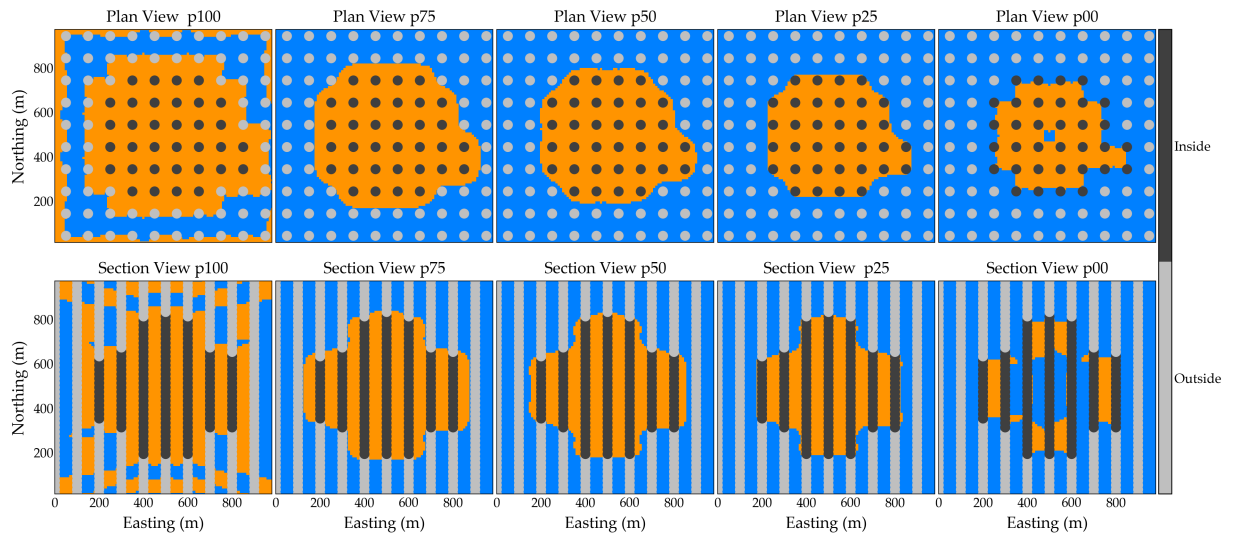 Plan View p100
Plan View p75
Plan View p50
Plan View p25
Plan View p00
Northing (m)
800
600
400
200
Inside
Outside
Section View p100
Section View p75
Section View p50
Section View p25
Section View p00
Northing (m)
800
600
400
200
0 200 400 600 800
0 200 400 600 800
0 200 400 600 800
0 200 400 600 800
0 200 400 600 800
Easting (m)
Easting (m)
Easting (m)
Easting (m)
Easting (m)